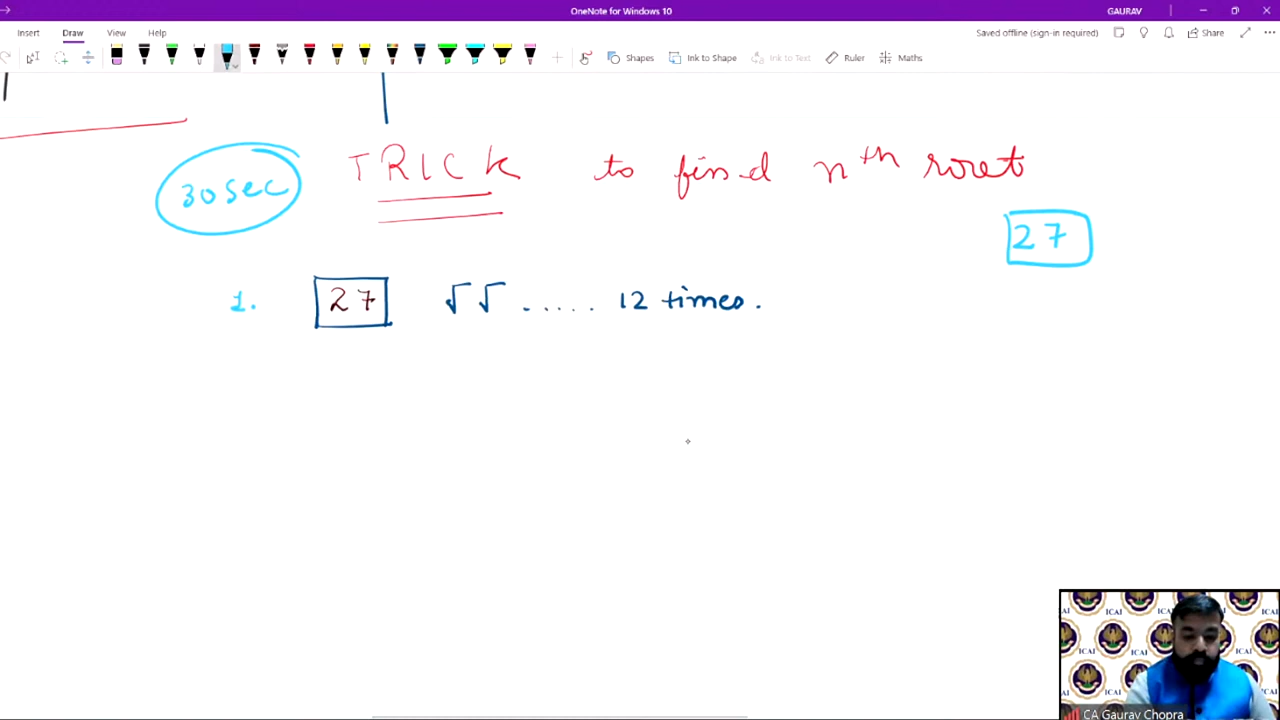 OneNote for Windows 10
GAURAV
Insert Draw View Help
Saved offline (sign-in required)
Share
Shapes
Ink to Shape
Ink to Text
Ruler
Maths
30 sec
TRICK to find nth root
27
1. 27 √√ ..... 12 times.
ICAI
ICAI
CA Gaurav Chopra